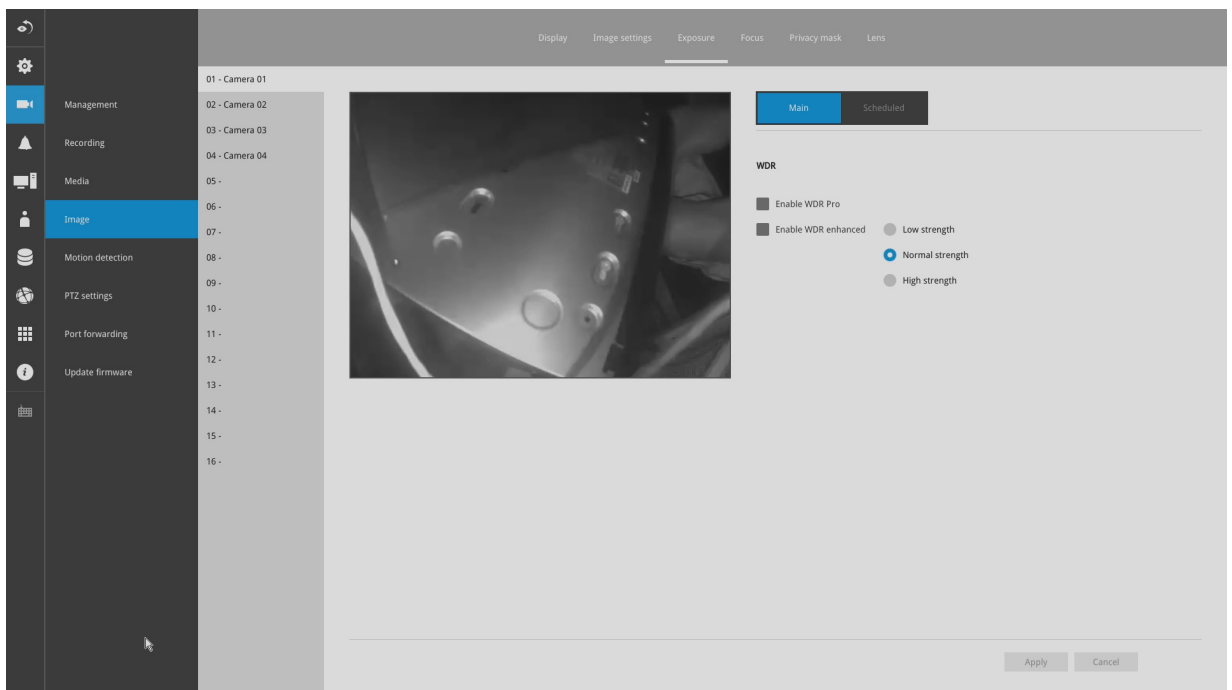 Display Image settings Exposure Focus Privacy mask Lens
Management
Recording
Media
Image
Motion detection
PTZ settings
Port forwarding
Update firmware
01 - Camera 01
02 - Camera 02
03 - Camera 03
04 - Camera 04
05 -
06 -
07 -
08 -
09 -
10 -
11 -
12 -
13 -
14 -
15 -
16 -
Main Scheduled
WDR
Enable WDR Pro
Enable WDR enhanced Low strength
Normal strength
High strength
Apply Cancel